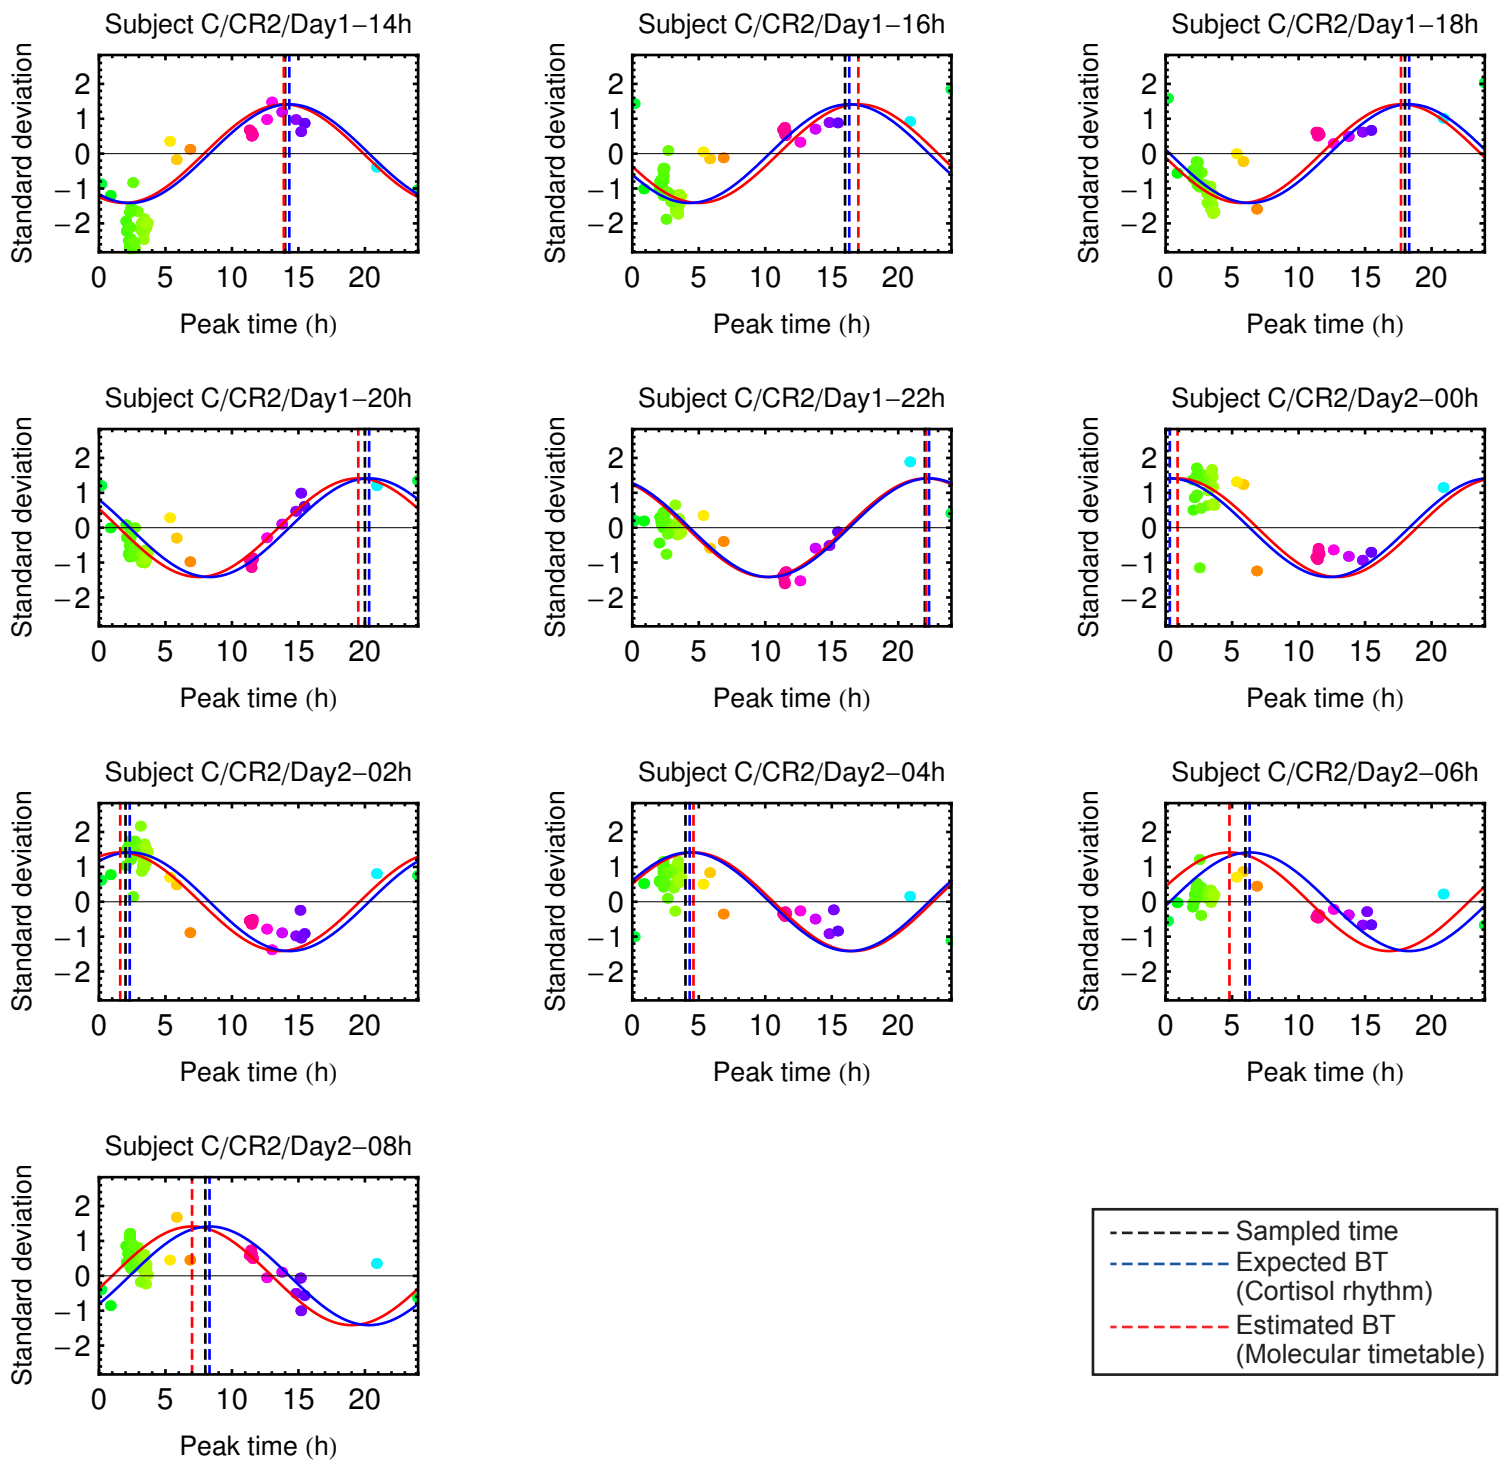 Subject C/CR2/Day1−14h
Subject C/CR2/Day1−16h
Subject C/CR2/Day1−18h
Standard deviation
2
1
0
−1
−2
0 5 10 15 20
Peak time (h)
Standard deviation
2
1
0
−1
−2
0 5 10 15 20
Peak time (h)
Standard deviation
2
1
0
−1
−2
0 5 10 15 20
Peak time (h)
Subject C/CR2/Day1−20h
Subject C/CR2/Day1−22h
Subject C/CR2/Day2−00h
Standard deviation
2
1
0
−1
−2
0 5 10 15 20
Peak time (h)
Standard deviation
2
1
0
−1
−2
0 5 10 15 20
Peak time (h)
Standard deviation
2
1
0
−1
−2
0 5 10 15 20
Peak time (h)
Subject C/CR2/Day2−02h
Subject C/CR2/Day2−04h
Subject C/CR2/Day2−06h
Standard deviation
2
1
0
−1
−2
0 5 10 15 20
Peak time (h)
Standard deviation
2
1
0
−1
−2
0 5 10 15 20
Peak time (h)
Standard deviation
2
1
0
−1
−2
0 5 10 15 20
Peak time (h)
Subject C/CR2/Day2−08h
Standard deviation
2
1
0
−1
−2
0 5 10 15 20
Peak time (h)
Sampled time
Expected BT
(Cortisol rhythm)
Estimated BT
(Molecular timetable)